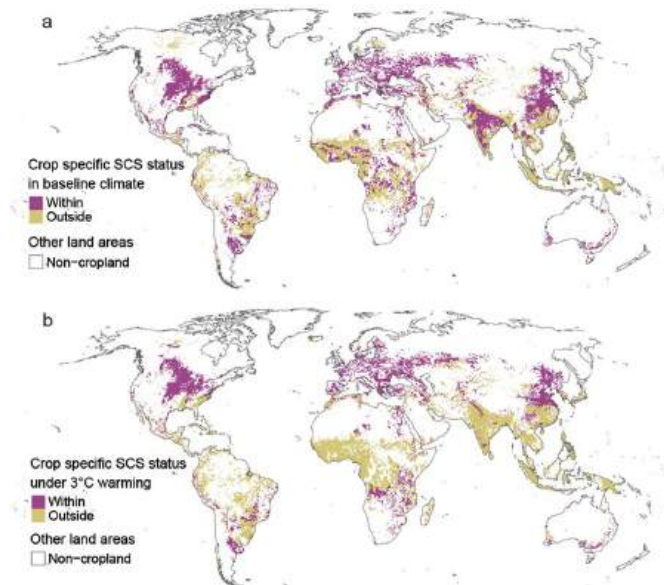 a
Crop specific SCS status
in baseline climate
Within
Outside
Other land areas
Non-cropland
b
Crop specific SCS status
under 3°C warming
Within
Outside
Other land areas
Non-cropland